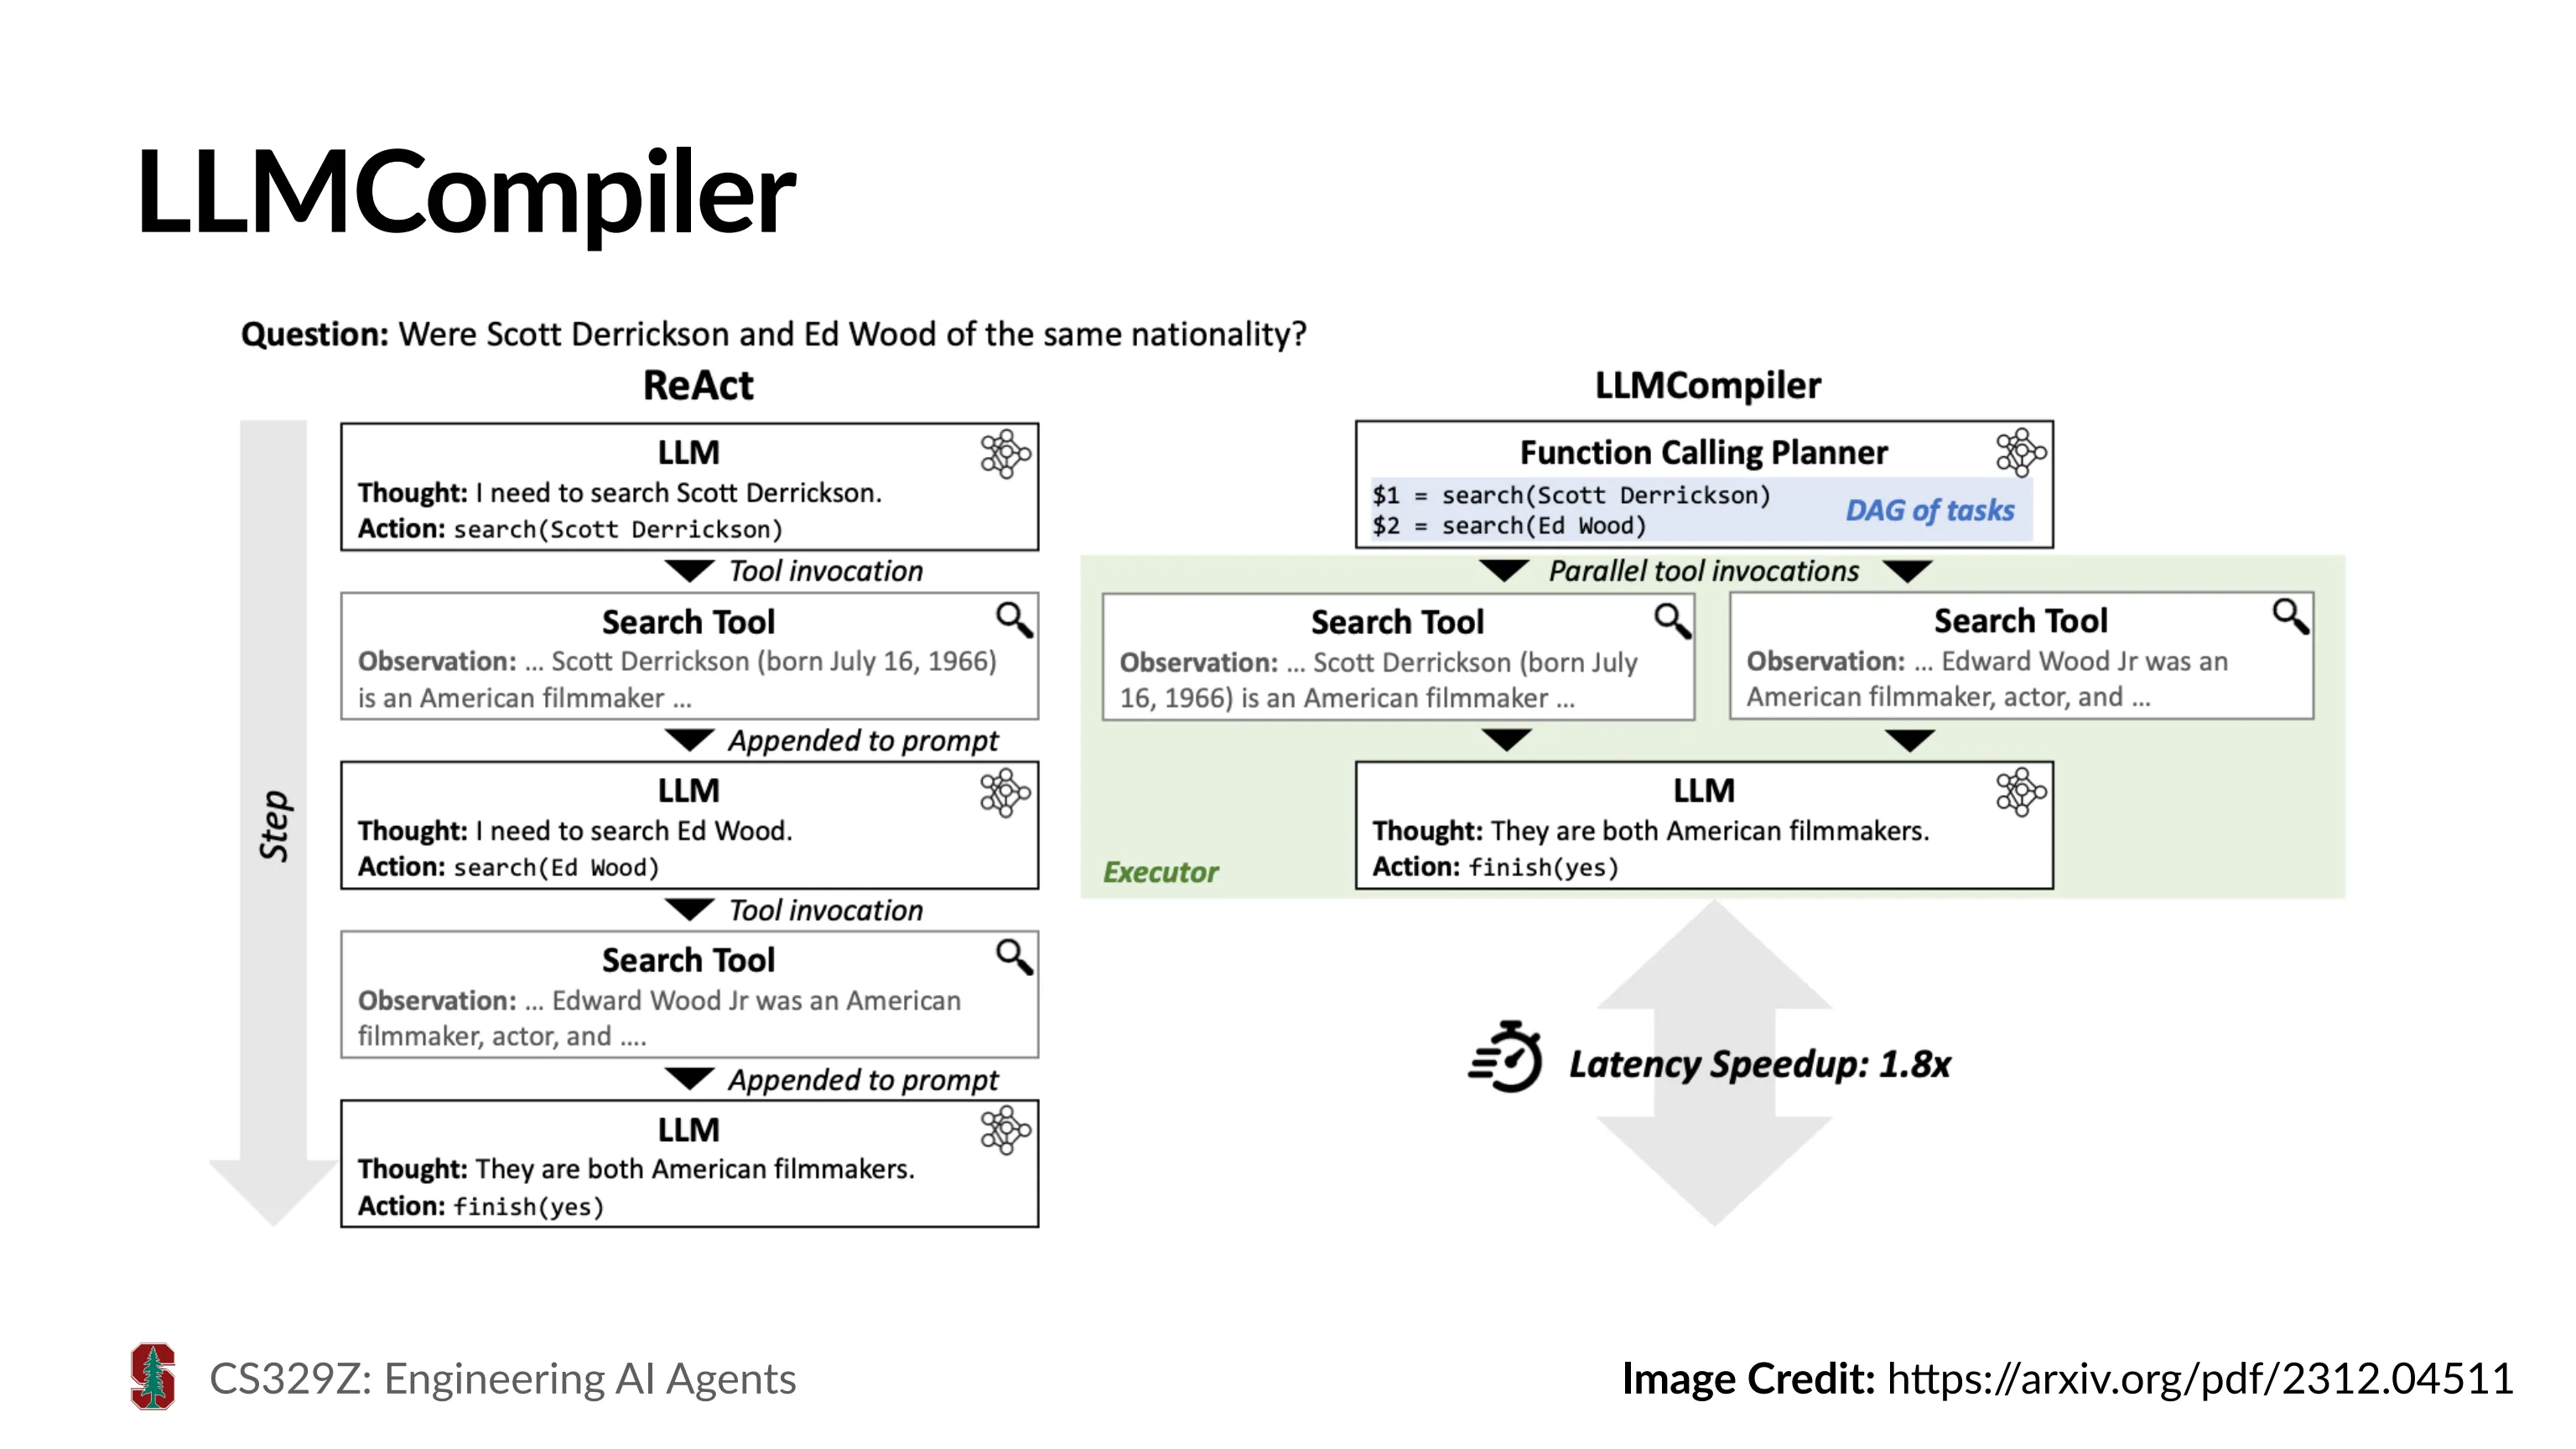 LLMCompiler
Question: Were Scott Derrickson and Ed Wood of the same nationality?
ReAct
Step
LLM
Thought: I need to search Scott Derrickson.
Action: search(Scott Derrickson)
Tool invocation
Search Tool
Observation: ... Scott Derrickson (born July 16, 1966)
is an American filmmaker ...
Appended to prompt
LLM
Thought: I need to search Ed Wood.
Action: search(Ed Wood)
Tool invocation
Search Tool
Observation: ... Edward Wood Jr was an American
filmmaker, actor, and ....
Appended to prompt
LLM
Thought: They are both American filmmakers.
Action: finish(yes)
LLMCompiler
Function Calling Planner
$1 = search(Scott Derrickson)
$2 = search(Ed Wood)
DAG of tasks
Parallel tool invocations
Search Tool
Observation: ... Scott Derrickson (born July
16, 1966) is an American filmmaker ...
Search Tool
Observation: ... Edward Wood Jr was an
American filmmaker, actor, and ...
LLM
Thought: They are both American filmmakers.
Action: finish(yes)
Executor
Latency Speedup: 1.8x
CS329Z: Engineering AI Agents
Image Credit: https://arxiv.org/pdf/2312.04511